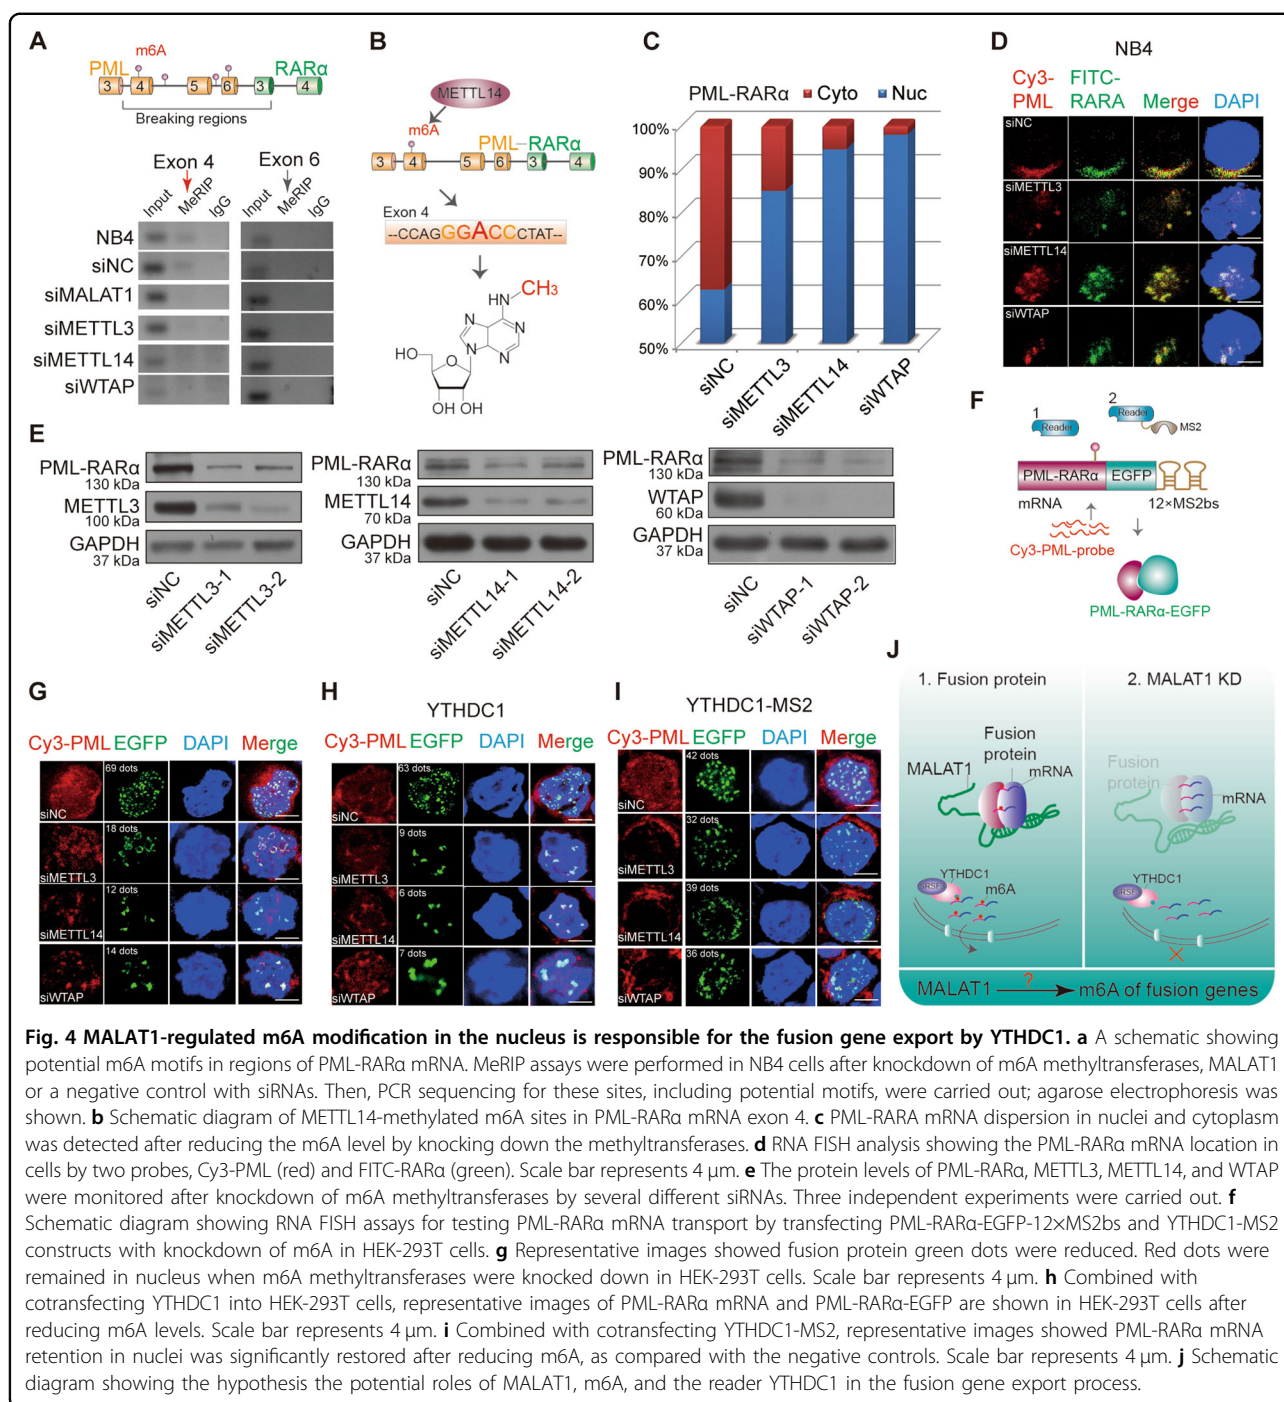 A
m6A
PML
RARα
3 4 5 6 3 4
Breaking regions
Exon 4
Exon 6
Input MeRIP IgG
Input MeRIP IgG
NB4
siNC
siMALAT1
siMETTL3
siMETTL14
siWTAP
B
METTL14
m6A
PML–RARα
3 4 5 6 3 4
Exon 4
--CCAGGGACCCTAT--
CH3
HN
N
N
N
N
HO
O
OH OH
C
PML-RARα
Cyto
Nuc
100%
90%
80%
70%
60%
50%
siNC
siMETTL3
siMETTL14
siWTAP
D
NB4
Cy3-PML
FITC-RARA
Merge
DAPI
siNC
siMETTL3
siMETTL14
siWTAP
E
PML-RARα
130 kDa
METTL3
100 kDa
GAPDH
37 kDa
siNC
siMETTL3-1
siMETTL3-2
PML-RARα
130 kDa
METTL14
70 kDa
GAPDH
37 kDa
siNC
siMETTL14-1
siMETTL14-2
PML-RARα
130 kDa
WTAP
60 kDa
GAPDH
37 kDa
siNC
siWTAP-1
siWTAP-2
F
1
Reader
2
Reader
MS2
PML-RARα
EGFP
mRNA
12×MS2bs
Cy3-PML-probe
PML-RARα-EGFP
G
Cy3-PML EGFP DAPI Merge
siNC
69 dots
siMETTL3
18 dots
siMETTL14
12 dots
siWTAP
14 dots
H
YTHDC1
Cy3-PML EGFP DAPI Merge
siNC
63 dots
siMETTL3
9 dots
siMETTL14
6 dots
siWTAP
7 dots
I
YTHDC1-MS2
Cy3-PML EGFP DAPI Merge
siNC
42 dots
siMETTL3
32 dots
siMETTL14
39 dots
siWTAP
36 dots
J
1. Fusion protein
Fusion
protein
MALAT1
mRNA
YTHDC1
m6A
2. MALAT1 KD
Fusion
protein
mRNA
YTHDC1
MALAT1
?
m6A of fusion genes
Fig. 4 MALAT1-regulated m6A modification in the nucleus is responsible for the fusion gene export by YTHDC1. a A schematic showing
potential m6A motifs in regions of PML-RARα mRNA. MeRIP assays were performed in NB4 cells after knockdown of m6A methyltransferases, MALAT1
or a negative control with siRNAs. Then, PCR sequencing for these sites, including potential motifs, were carried out; agarose electrophoresis was
shown. b Schematic diagram of METTL14-methylated m6A sites in PML-RARα mRNA exon 4. c PML-RARA mRNA dispersion in nuclei and cytoplasm
was detected after reducing the m6A level by knocking down the methyltransferases. d RNA FISH analysis showing the PML-RARα mRNA location in
cells by two probes, Cy3-PML (red) and FITC-RARα (green). Scale bar represents 4 µm. e The protein levels of PML-RARα, METTL3, METTL14, and WTAP
were monitored after knockdown of m6A methyltransferases by several different siRNAs. Three independent experiments were carried out. f
Schematic diagram showing RNA FISH assays for testing PML-RARα mRNA transport by transfecting PML-RARα-EGFP-12×MS2bs and YTHDC1-MS2
constructs with knockdown of m6A in HEK-293T cells. g Representative images showed fusion protein green dots were reduced. Red dots were
remained in nucleus when m6A methyltransferases were knocked down in HEK-293T cells. Scale bar represents 4 µm. h Combined with
cotransfecting YTHDC1 into HEK-293T cells, representative images of PML-RARα mRNA and PML-RARα-EGFP are shown in HEK-293T cells after
reducing m6A levels. Scale bar represents 4 µm. i Combined with cotransfecting YTHDC1-MS2, representative images showed PML-RARα mRNA
retention in nuclei was significantly restored after reducing m6A, as compared with the negative controls. Scale bar represents 4 µm. j Schematic
diagram showing the hypothesis the potential roles of MALAT1, m6A, and the reader YTHDC1 in the fusion gene export process.